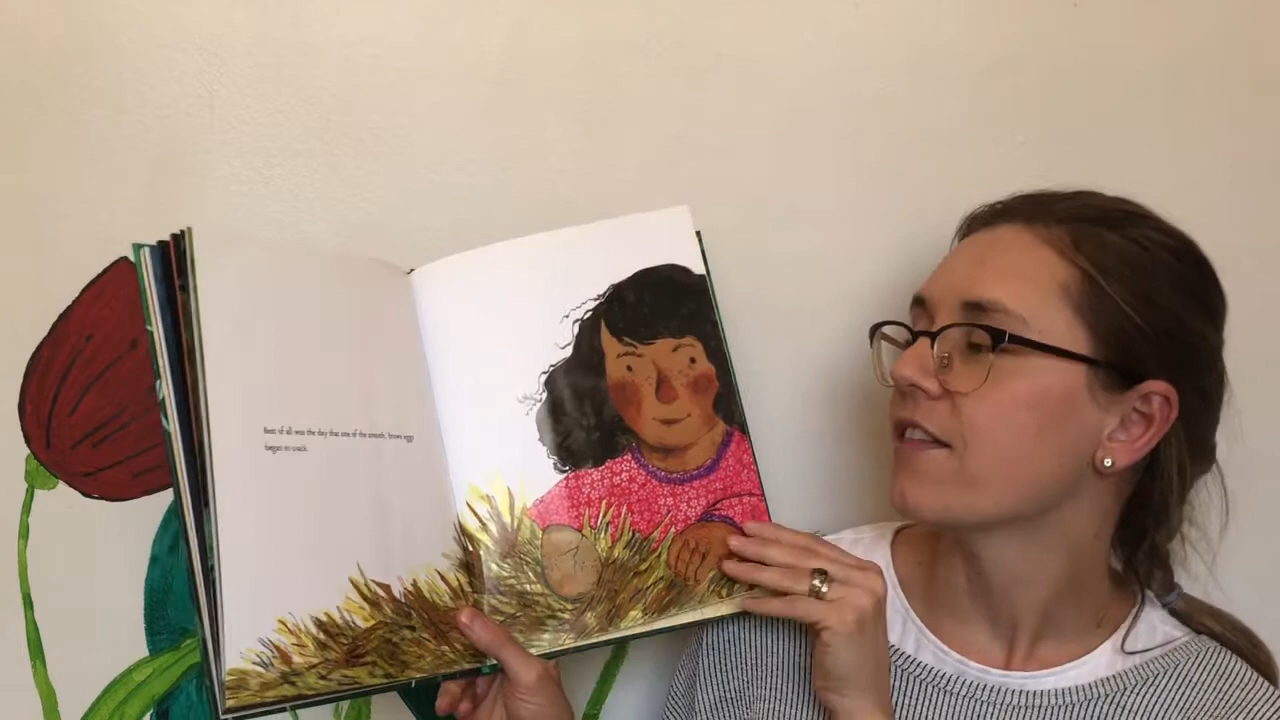 Best of all was the day that one of the smooth, brown eggs
began to crack.